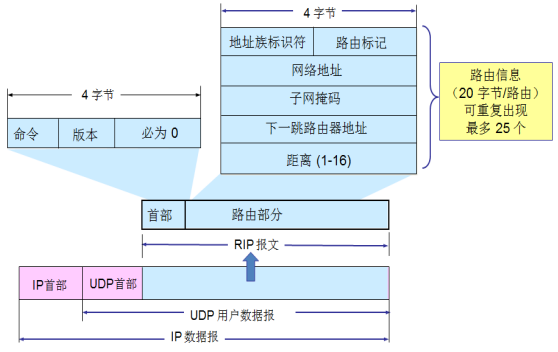 4 字节
地址族标识符
路由标记
网络地址
子网掩码
下一跳路由器地址
距离 (1-16)
路由信息
（20 字节/路由）
可重复出现
最多 25 个
4 字节
命令
版本
必为 0
首部
路由部分
RIP 报文
IP首部
UDP首部
UDP 用户数据报
IP 数据报